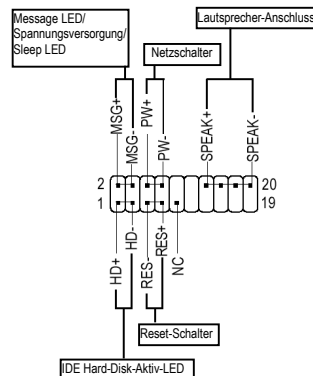 Message LED/
Spannungsversorgung/
Sleep LED
Lautsprecher-Anschluss
Netzschalter
MSG+
MSG-
PW+
PW-
SPEAK+
SPEAK-
2
20
1
19
HD+
HD-
RES-
RES+
NC
Reset-Schalter
IDE Hard-Disk-Aktiv-LED